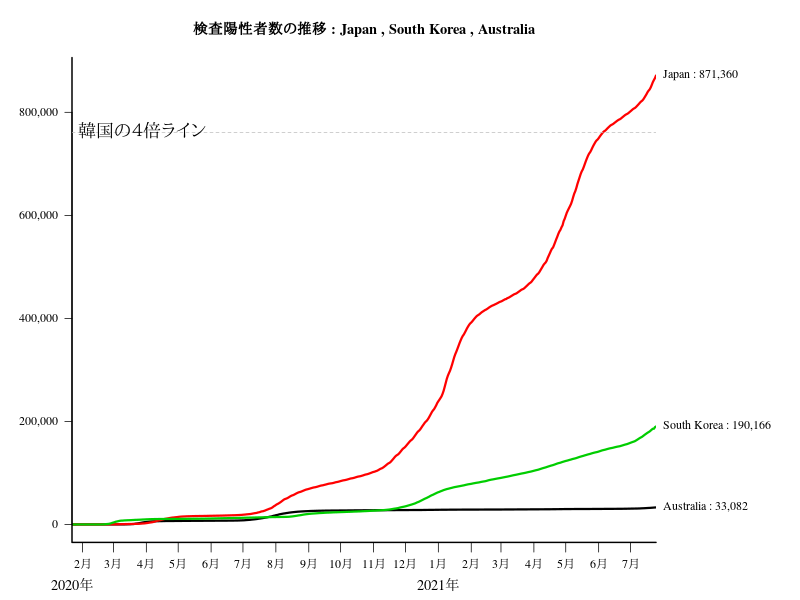 検査陽性者数の推移 : Japan , South Korea , Australia
Japan : 871,360
800,000
韓国の4倍ライン
600,000
400,000
200,000
South Korea : 190,166
Australia : 33,082
0
2月 3月 4月 5月 6月 7月 8月 9月 10月 11月 12月 1月 2月 3月 4月 5月 6月 7月
2020年 2021年